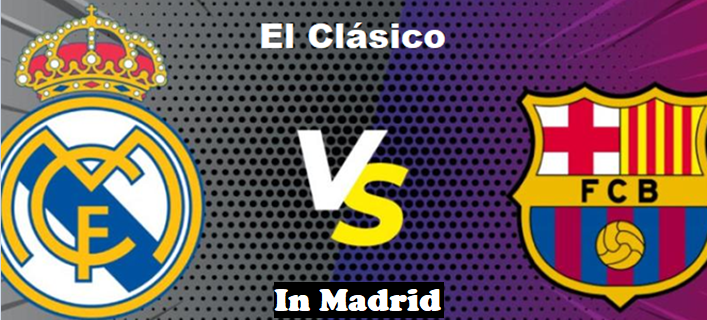 El Clásico
VS
FCB
In Madrid